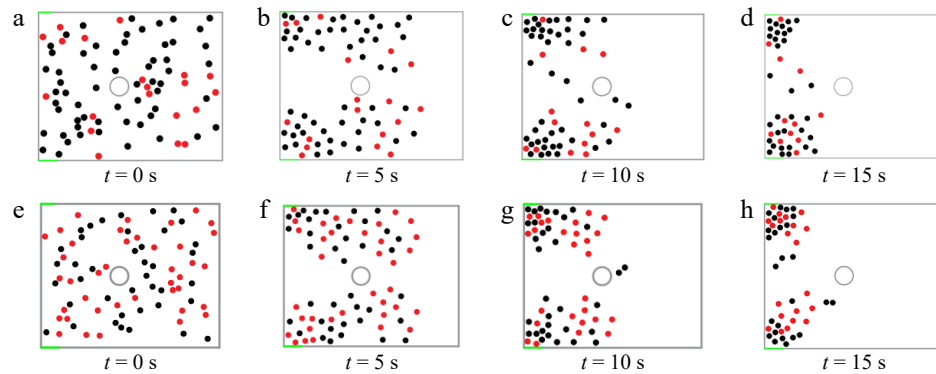 a b c d
t = 0 s t = 5 s t = 10 s t = 15 s
e f g h
t = 0 s t = 5 s t = 10 s t = 15 s